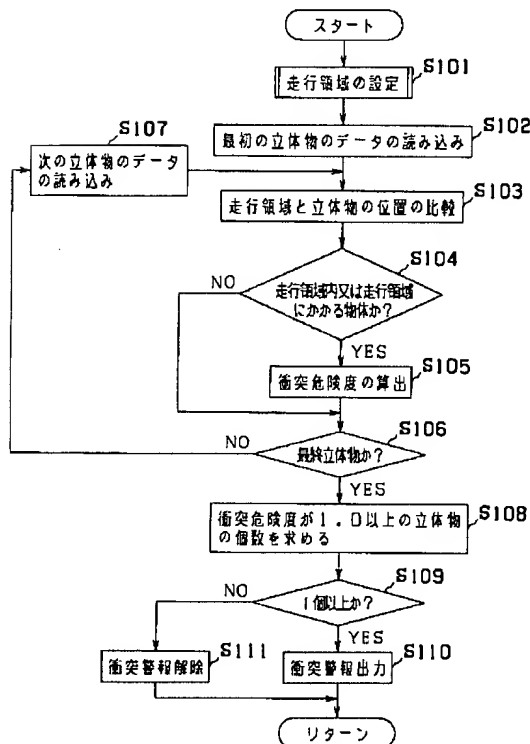 スタート
S101
走行領域の設定
S102
最初の立体物のデータの読み込み
S107
次の立体物のデータ
の読み込み
S103
走行領域と立体物の位置の比較
S104
走行領域内又は走行領域
にかかる物体か?
NO
YES
S105
衝突危険度の算出
S106
最終立体物か?
NO
YES
S108
衝突危険度が1.0以上の立体物
の個数を求める
S109
1個以上か?
NO
YES
S111
衝突警報解除
S110
衝突警報出力
リターン